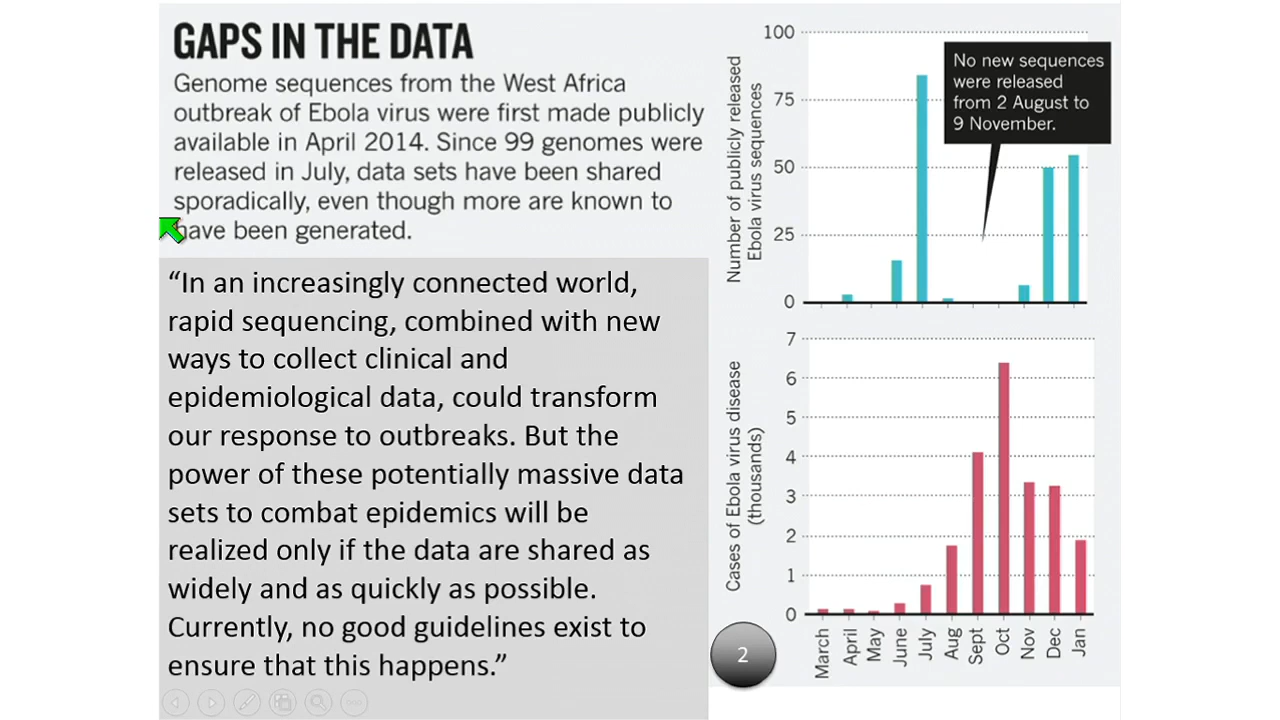 GAPS IN THE DATA
Genome sequences from the West Africa
outbreak of Ebola virus were first made publicly
available in April 2014. Since 99 genomes were
released in July, data sets have been shared
sporadically, even though more are known to
have been generated.
“In an increasingly connected world,
rapid sequencing, combined with new
ways to collect clinical and
epidemiological data, could transform
our response to outbreaks. But the
power of these potentially massive data
sets to combat epidemics will be
realized only if the data are shared as
widely and as quickly as possible.
Currently, no good guidelines exist to
ensure that this happens.”
Number of publicly released
Ebola virus sequences
100
75
50
25
0
No new sequences
were released
from 2 August to
9 November.
Cases of Ebola virus disease
(thousands)
7
6
5
4
3
2
1
0
March
April
May
June
July
Aug
Sept
Oct
Nov
Dec
Jan
2